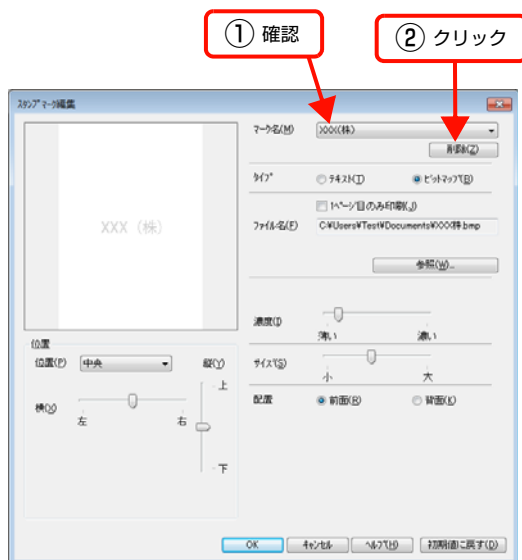 ① 確認
② クリック
スタンプマーク編集
マーク名(M)
XXX(株)
削除(Z)
タイプ
テキスト(T)
ビットマップ(B)
1ページ目のみ印刷(J)
ファイル名(F)
C:¥Users¥Test¥Documents¥XXX株.bmp
参照(W)...
XXX（株）
濃度(I)
薄い
濃い
位置
位置(P)
中央
縦(Y)
サイズ(S)
小
大
上
横(X)
左
右
配置
前面(R)
背面(K)
下
OK
キャンセル
ヘルプ(H)
初期値に戻す(D)